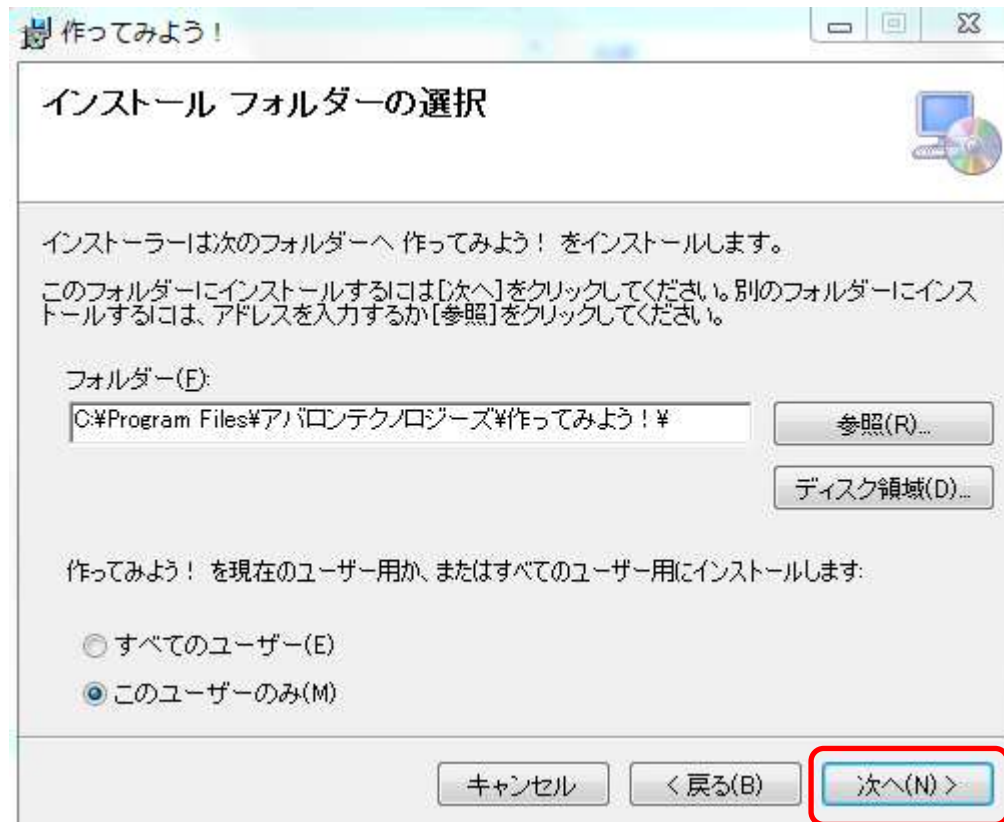 作ってみよう!
インストール フォルダーの選択
インストーラーは次のフォルダーへ 作ってみよう! をインストールします。
このフォルダーにインストールするには[次へ]をクリックしてください。別のフォルダーにインス
トールするには、アドレスを入力するか[参照]をクリックしてください。
フォルダー(F):
C:¥Program Files¥アバロンテクノロジーズ¥作ってみよう!¥
参照(R)...
ディスク領域(D)...
作ってみよう! を現在のユーザー用か、またはすべてのユーザー用にインストールします:
すべてのユーザー(E)
このユーザーのみ(M)
キャンセル
< 戻る(B)
次へ(N) >